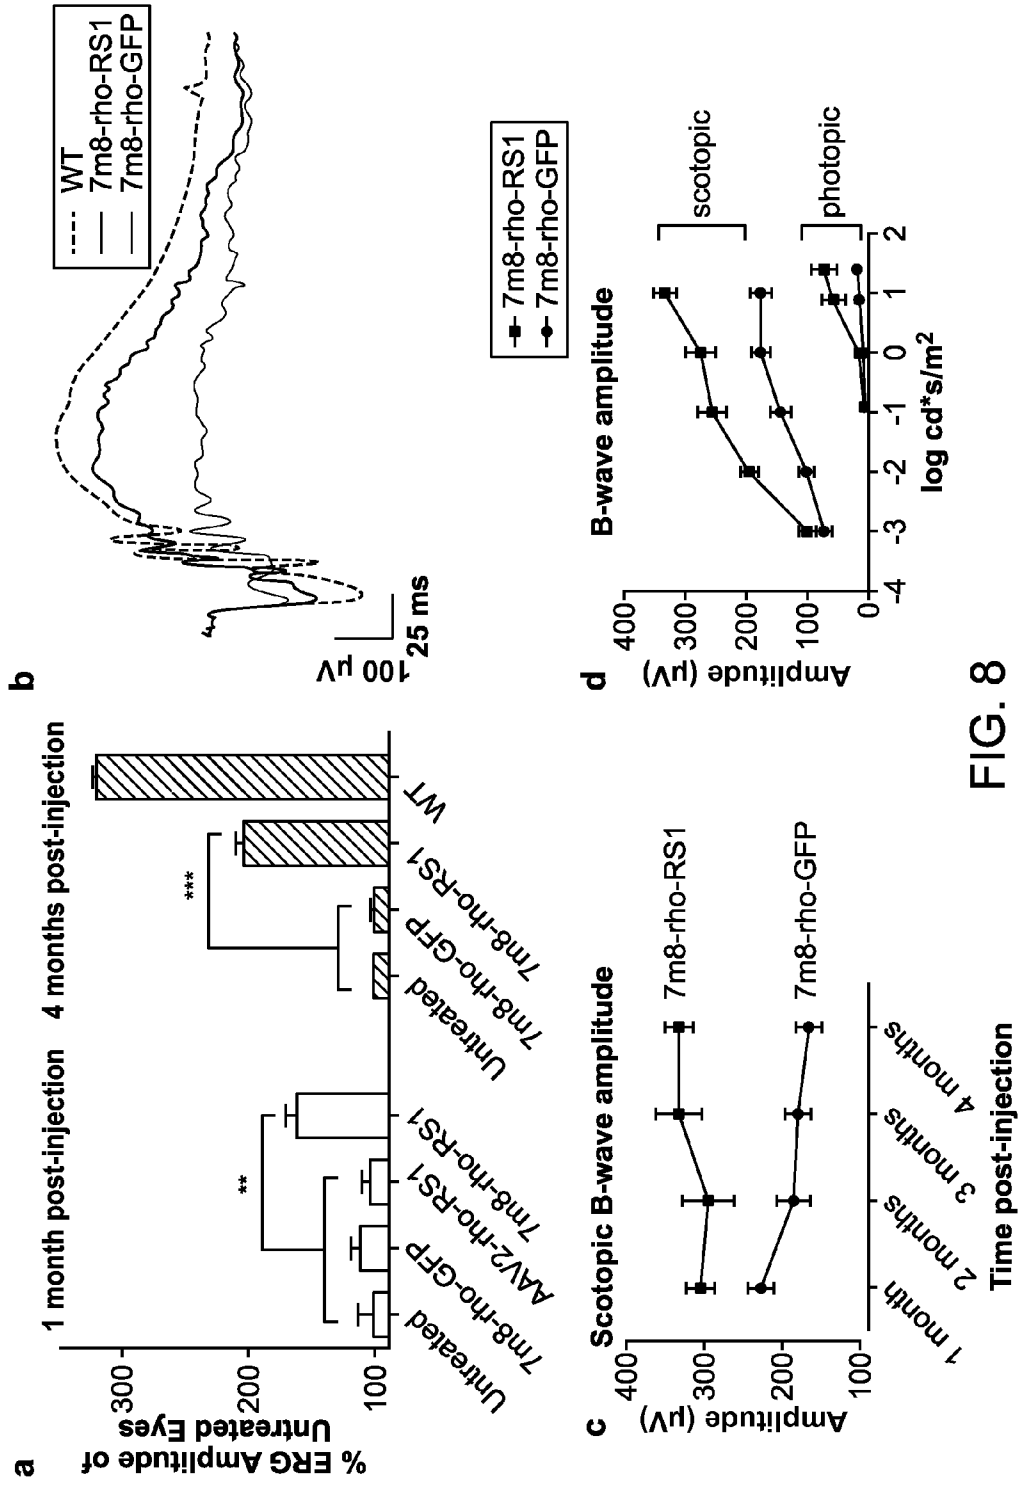 a
1 month post-injection 4 months post-injection
% ERG Amplitude of
Untreated Eyes
300
200
100
**
***
Untreated
7m8-rho-GFP
AAV2-rho-RS1
7m8-rho-RS1
Untreated
7m8-rho-GFP
7m8-rho-RS1
WT
b
WT
7m8-rho-RS1
7m8-rho-GFP
100 µV
25 ms
c
Scotopic B-wave amplitude
Amplitude (µV)
400
300
200
100
7m8-rho-RS1
7m8-rho-GFP
1 month
2 months
3 months
4 months
Time post-injection
d
B-wave amplitude
7m8-rho-RS1
7m8-rho-GFP
Amplitude (µV)
400
300
200
100
0
scotopic
photopic
-4 -3 -2 -1 0 1 2
log cd*s/m2
FIG. 8